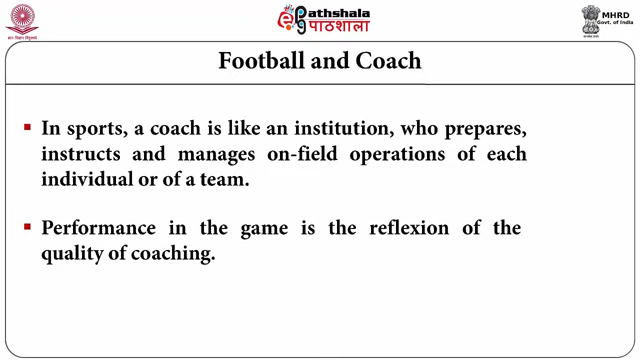 ePathshala
पाठशाला
MHRD
Govt. of India
Football and Coach
In sports, a coach is like an institution, who prepares,
instructs and manages on-field operations of each
individual or of a team.
Performance in the game is the reflexion of the
quality of coaching.